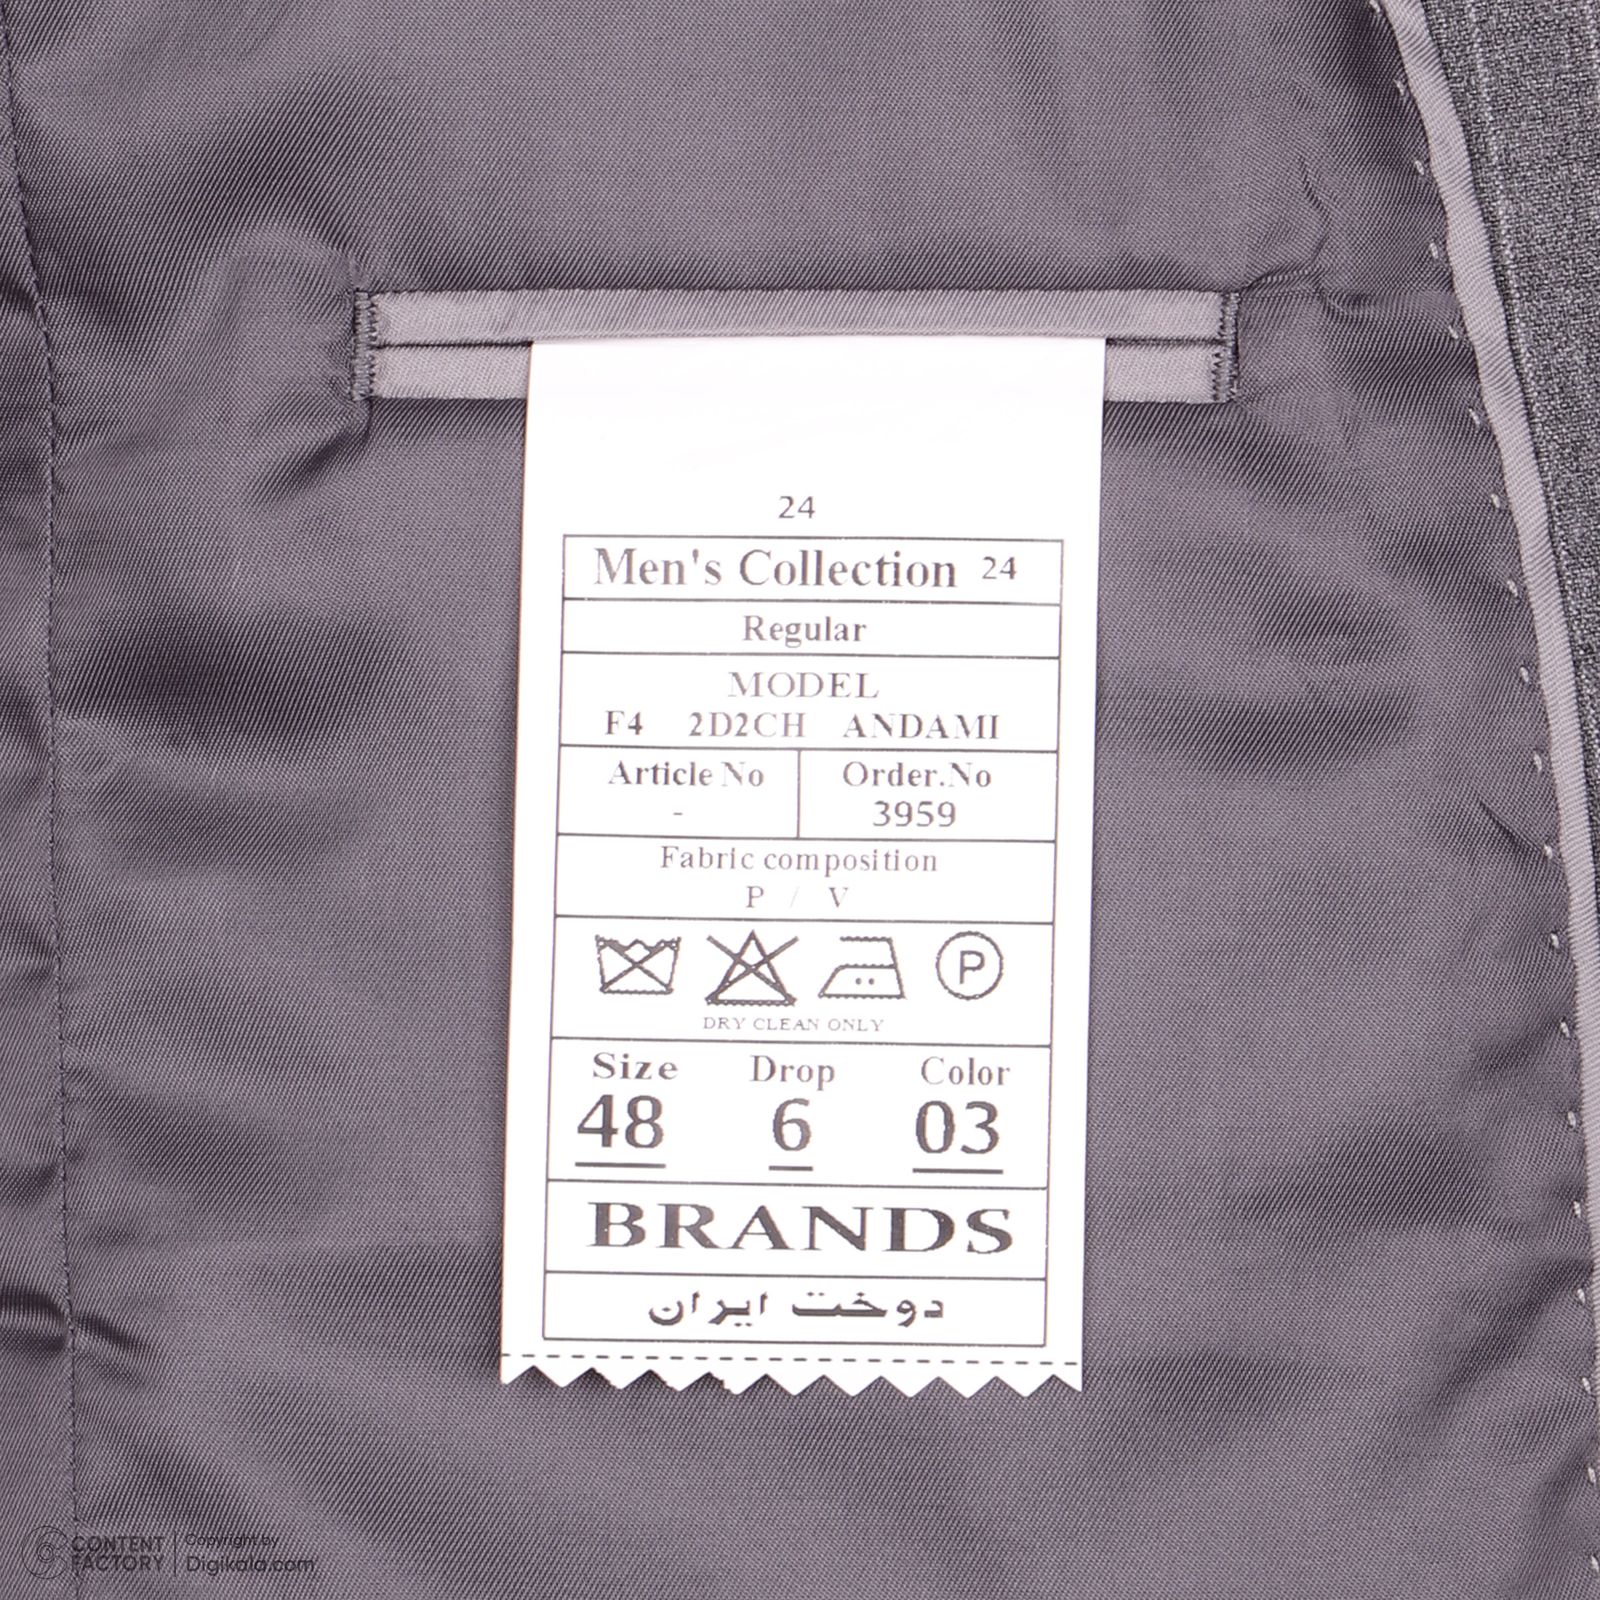 24
Men's Collection 24
Regular
MODEL
F4 2D2CH ANDAMI
Article No Order.No
- 3959
Fabric composition
P / V
P
DRY CLEAN ONLY
Size Drop Color
48 6 03
BRANDS
دوخت ایران
CONTENT FACTORY
Copyright by
Digikala.com